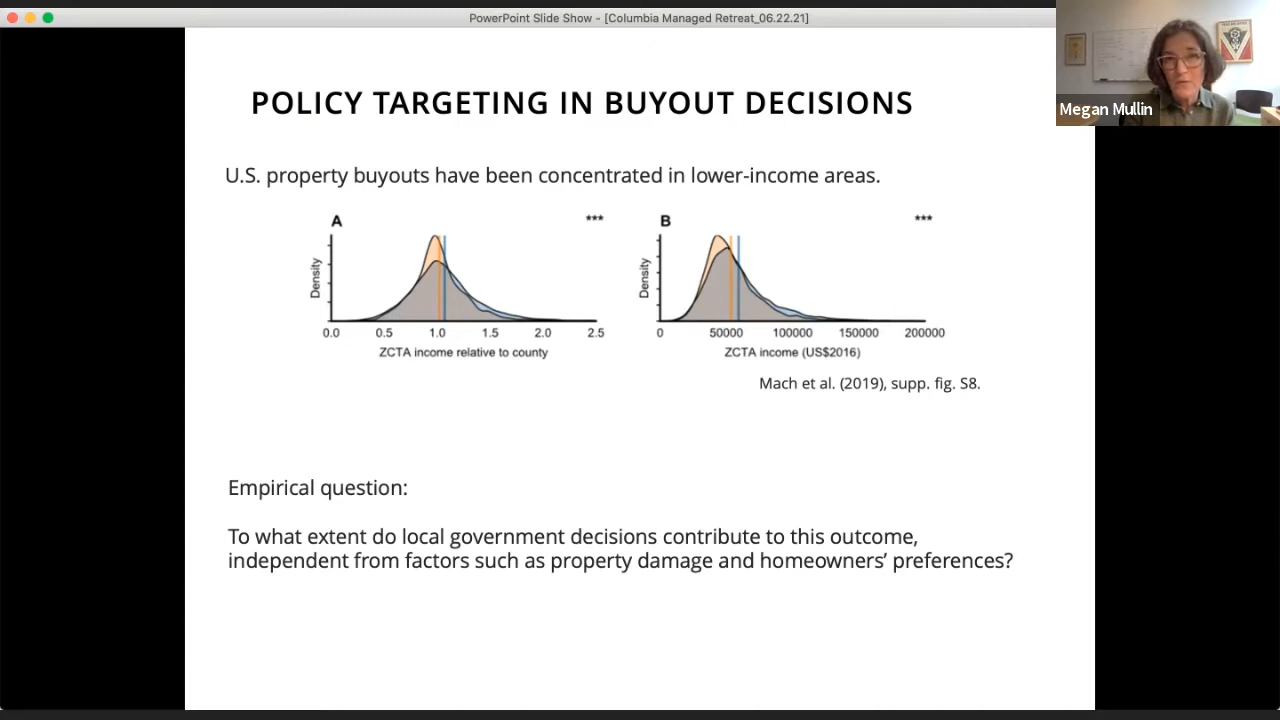 PowerPoint Slide Show - [Columbia Managed Retreat_06.22.21]
Megan Mullin
POLICY TARGETING IN BUYOUT DECISIONS
U.S. property buyouts have been concentrated in lower-income areas.
A
***
Density
0.0 0.5 1.0 1.5 2.0 2.5
ZCTA income relative to county
B
***
Density
0 50000 100000 150000 200000
ZCTA income (US$2016)
Mach et al. (2019), supp. fig. S8.
Empirical question:
To what extent do local government decisions contribute to this outcome,
independent from factors such as property damage and homeowners’ preferences?